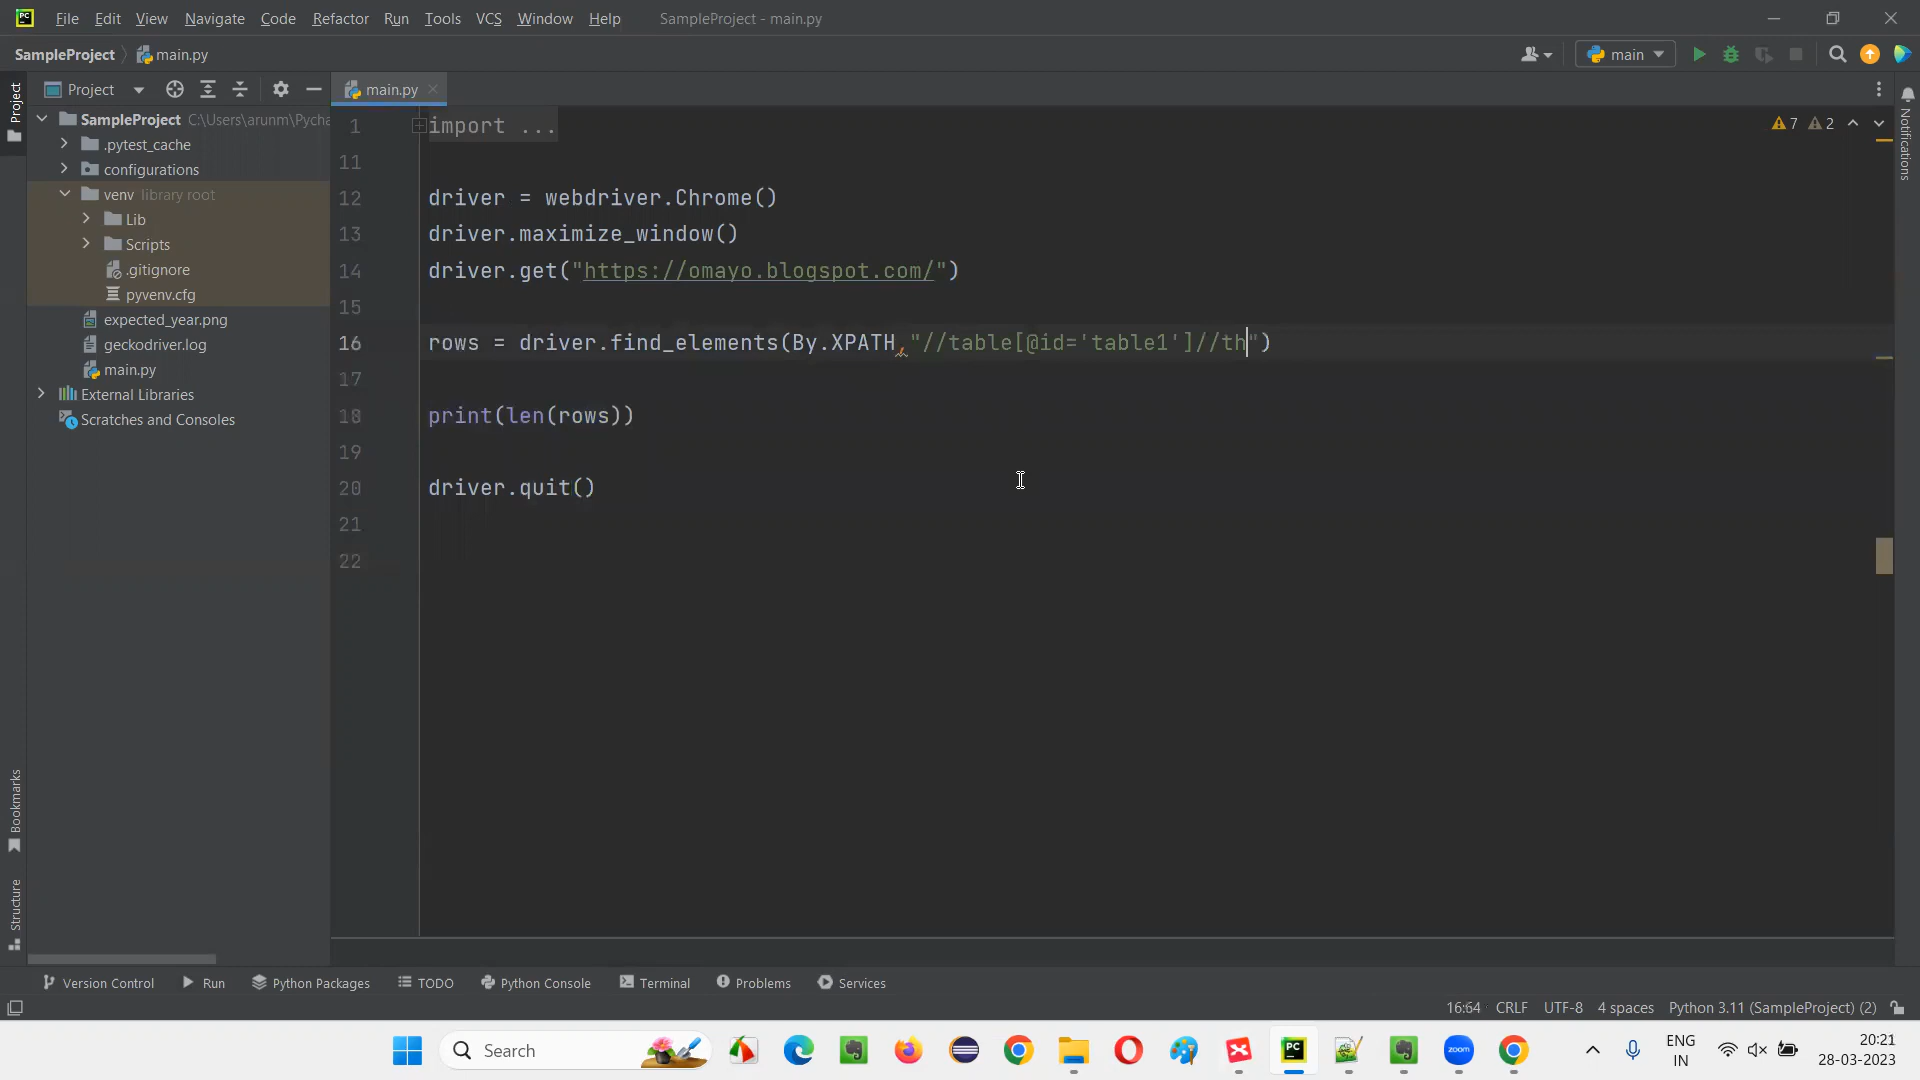 PC File Edit View Navigate Code Refactor Run Tools VCS Window Help SampleProject - main.py
SampleProject main.py main
Project main.py
SampleProject C:\Users\arunm\Pycha
.pytest_cache
configurations
venv library root
Lib
Scripts
.gitignore
pyvenv.cfg
expected_year.png
geckodriver.log
main.py
External Libraries
Scratches and Consoles
Project
Bookmarks
Structure
1 import ...
11
12 driver = webdriver.Chrome()
13 driver.maximize_window()
14 driver.get("https://omayo.blogspot.com/")
15
16 rows = driver.find_elements(By.XPATH,"//table[@id='table1']//th")
17
18 print(len(rows))
19
20 driver.quit()
21
22
7 2
Notifications
Version Control Run Python Packages TODO Python Console Terminal Problems Services
16:64 CRLF UTF-8 4 spaces Python 3.11 (SampleProject) (2)
Search PC zoom ENG
IN
20:21
28-03-2023